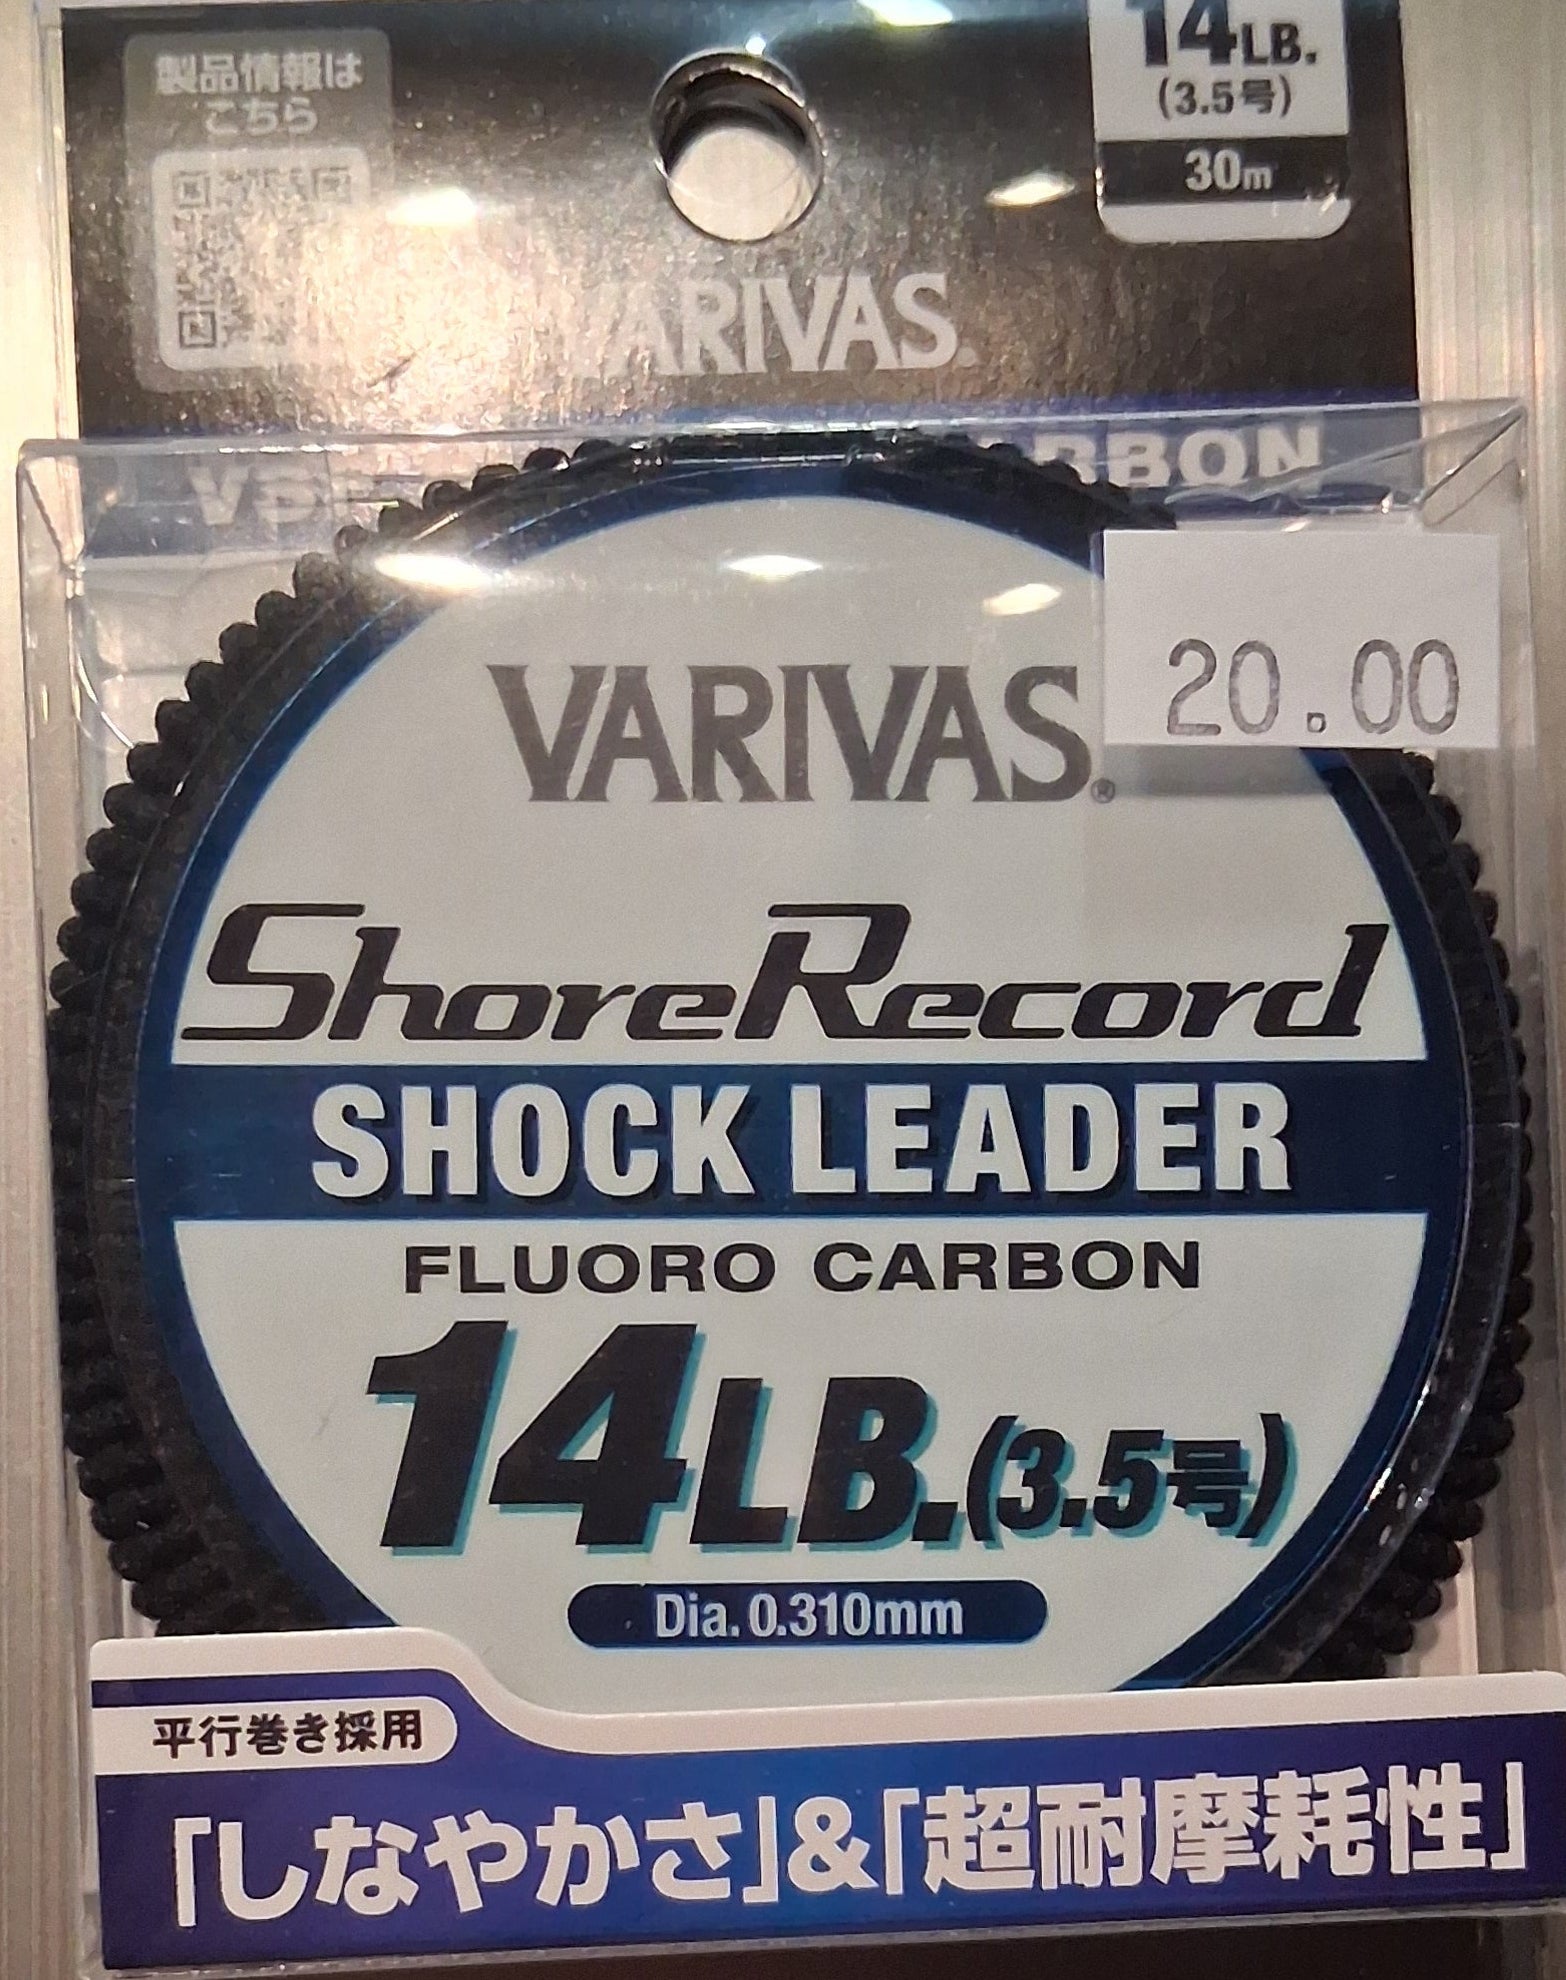 製品情報は
こちら
14LB.
(3.5号)
30m
VARIVAS®
20.00
VARIVAS®
ShoreRecord
SHOCK LEADER
FLUORO CARBON
14LB.(3.5号)
Dia. 0.310mm
平行巻き採用
「しなやかさ」&「超耐摩耗性」